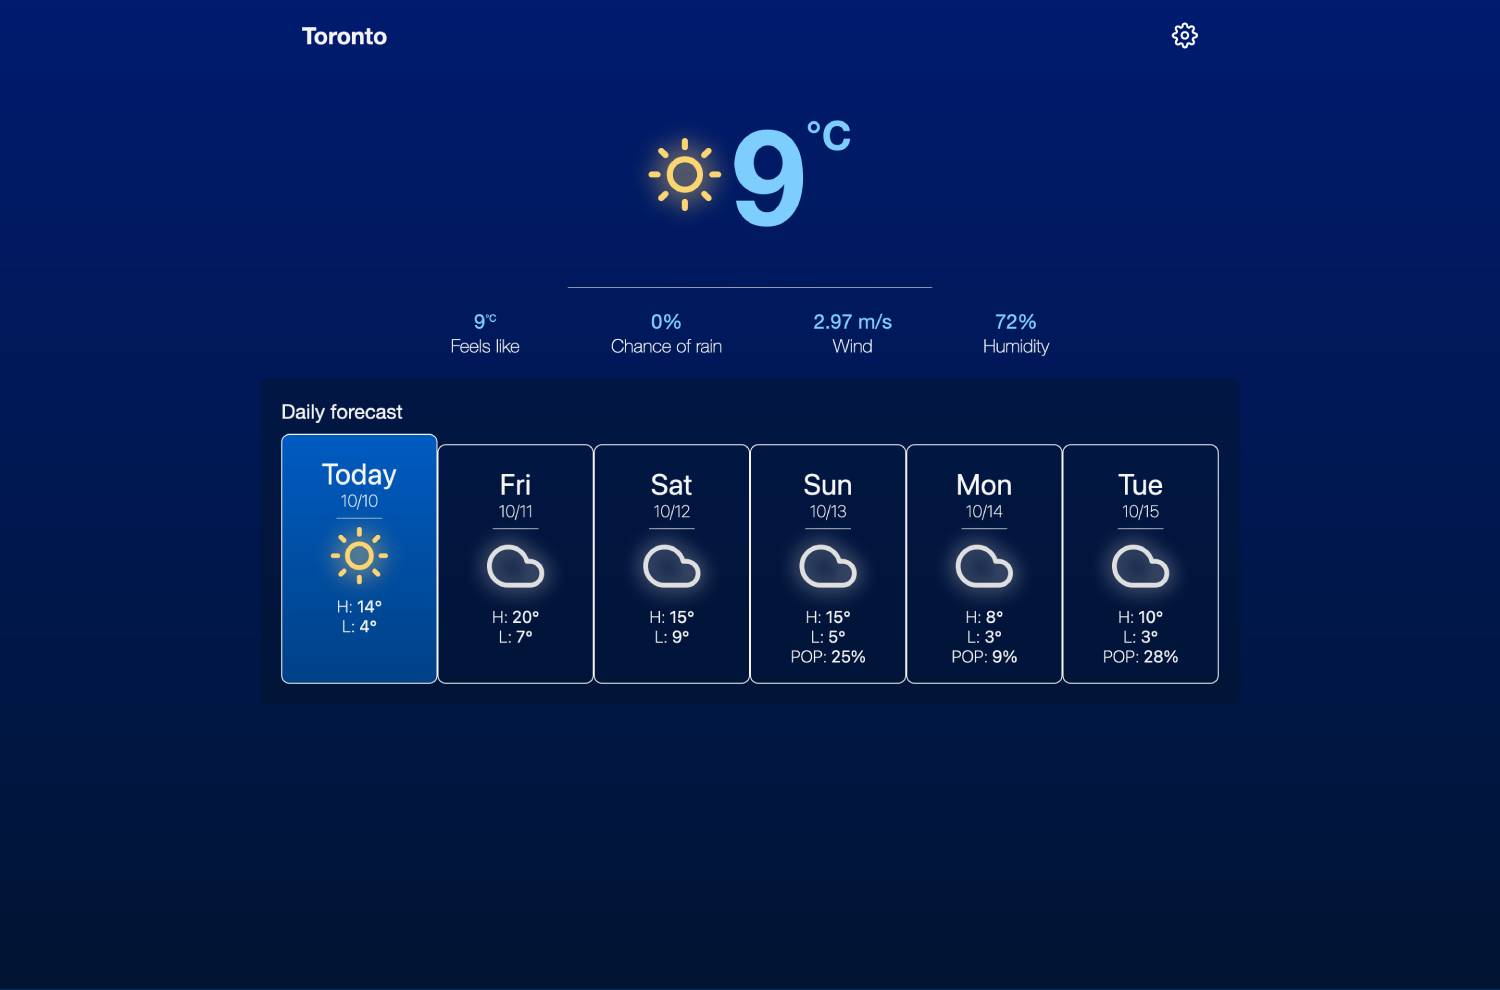 Toronto
9°C
9°C
Feels like
0%
Chance of rain
2.97 m/s
Wind
72%
Humidity
Daily forecast
Today
10/10
H: 14°
L: 4°
Fri
10/11
H: 20°
L: 7°
Sat
10/12
H: 15°
L: 9°
Sun
10/13
H: 15°
L: 5°
POP: 25%
Mon
10/14
H: 8°
L: 3°
POP: 9%
Tue
10/15
H: 10°
L: 3°
POP: 28%